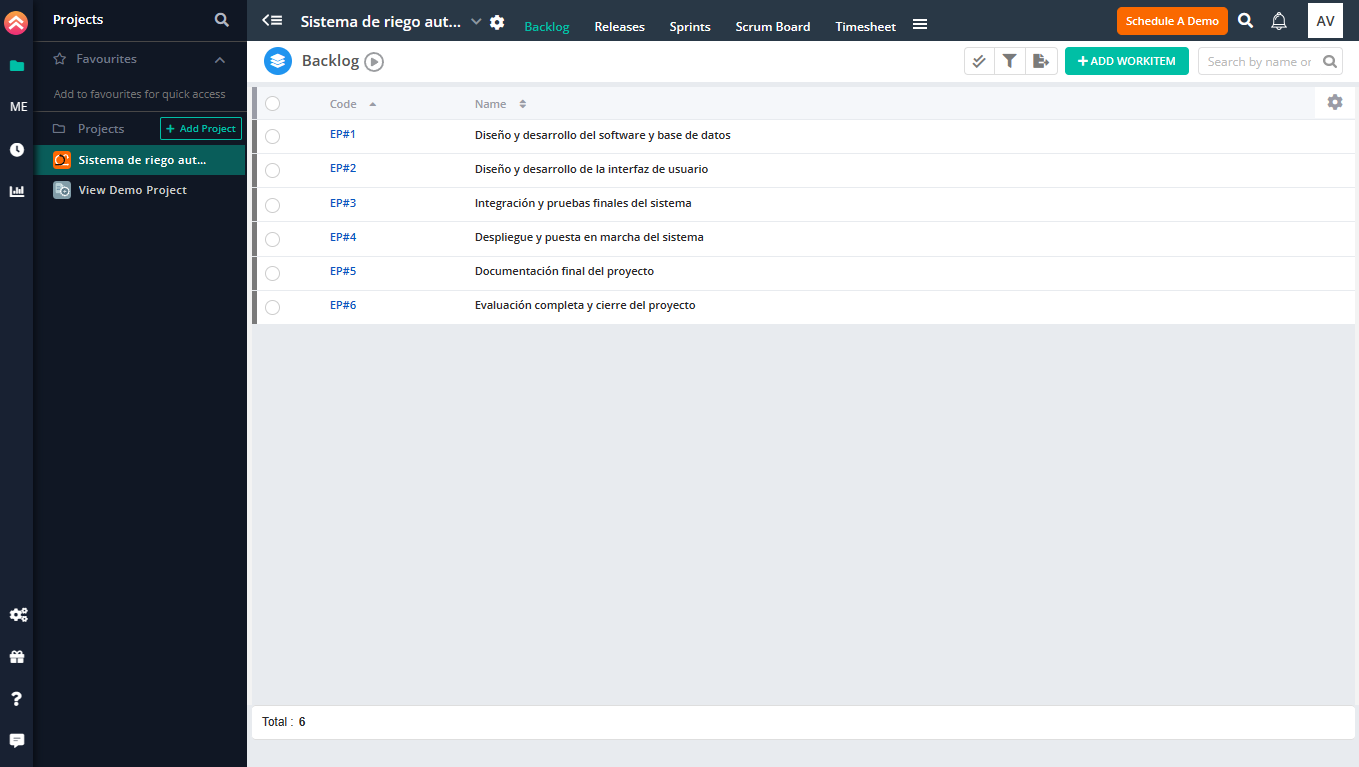 Projects
Sistema de riego aut...
Backlog
Releases
Sprints
Scrum Board
Timesheet
Schedule A Demo
AV
Favourites
Add to favourites for quick access
ME
Projects
+ Add Project
Sistema de riego aut...
View Demo Project
Backlog
+ ADD WORKITEM
Search by name or
Code
Name
EP#1 Diseño y desarrollo del software y base de datos
EP#2 Diseño y desarrollo de la interfaz de usuario
EP#3 Integración y pruebas finales del sistema
EP#4 Despliegue y puesta en marcha del sistema
EP#5 Documentación final del proyecto
EP#6 Evaluación completa y cierre del proyecto
Total : 6